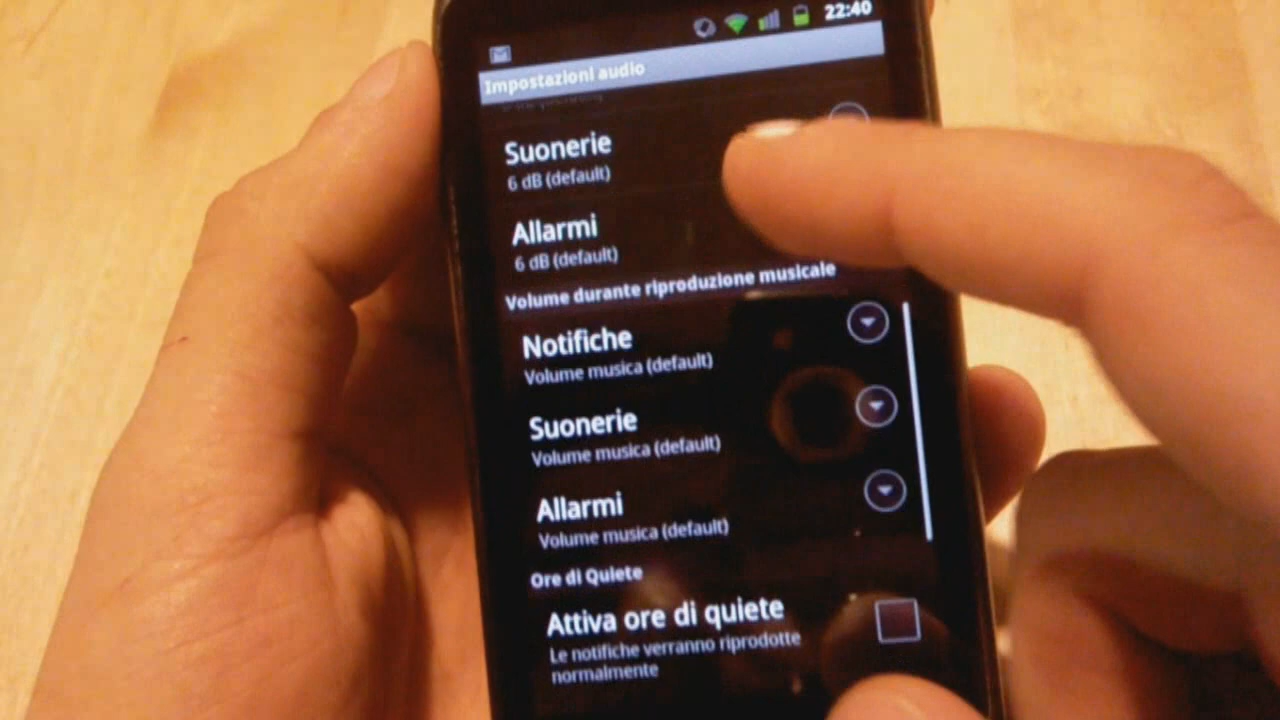 22:40
Impostazioni audio
Suonerie
6 dB (default)
Allarmi
6 dB (default)
Volume durante riproduzione musicale
Notifiche
Volume musica (default)
Suonerie
Volume musica (default)
Allarmi
Volume musica (default)
Ore di Quiete
Attiva ore di quiete
Le notifiche verranno riprodotte
normalmente